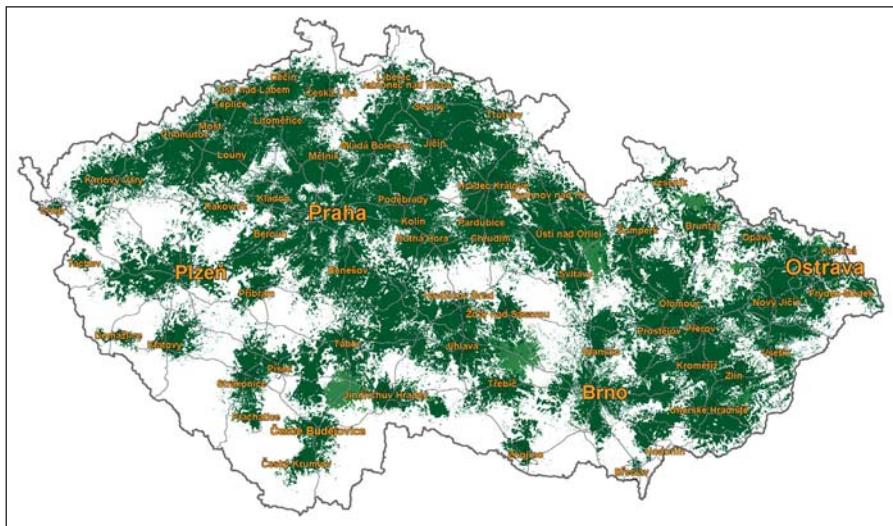 Děčín
Liberec
Ústí nad Labem
Jablonec nad Nisou
Česká Lípa
Teplice
Semily
Trutnov
Most
Litoměřice
Chomutov
Mladá Boleslav
Jičín
Louny
Mělník
Jeseník
Karlovy Vary
Hradec Králové
Rychnov nad Kn.
Kladno
Poděbrady
Rakovník
Cheb
Praha
Kolín
Pardubice
Bruntál
Beroun
Kutná Hora
Chrudim
Ústí nad Orlicí
Šumperk
Opava
Karviná
Tachov
Plzeň
Benešov
Svitavy
Ostrava
Příbram
Havlíčkův Brod
Frýdek-Místek
Olomouc
Nový Jičín
Žďár nad Sázavou
Domažlice
Klatovy
Tábor
Jihlava
Blansko
Prostějov
Přerov
Vsetín
Písek
Kroměříž
Strakonice
Třebíč
Zlín
Jindřichův Hradec
Brno
Prachatice
Uherské Hradiště
České Budějovice
Český Krumlov
Znojmo
Hodonín
Břeclav